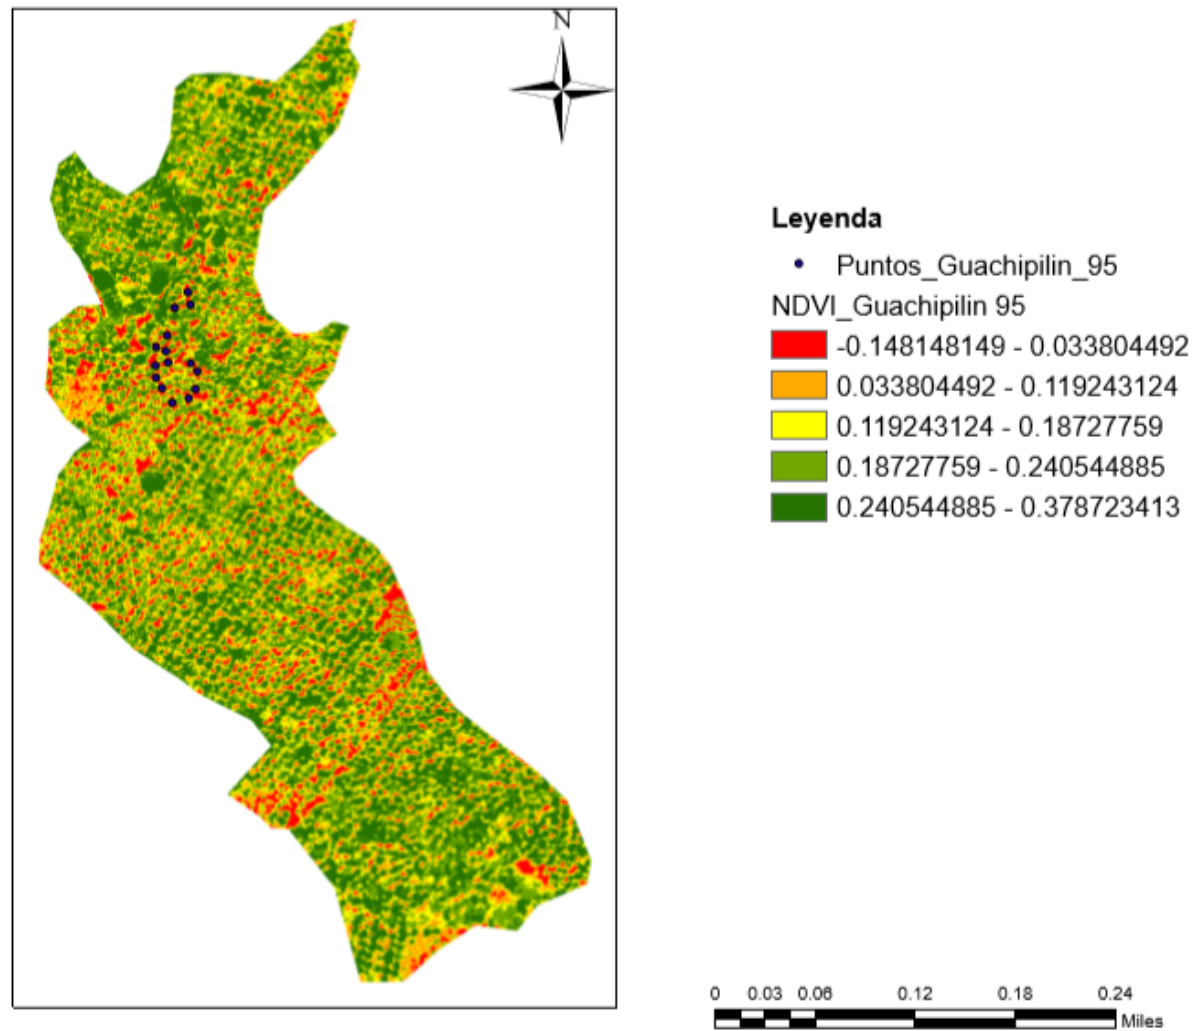 N
Leyenda
Puntos_Guachipilin_95
NDVI_Guachipilin 95
-0.148148149 - 0.033804492
0.033804492 - 0.119243124
0.119243124 - 0.18727759
0.18727759 - 0.240544885
0.240544885 - 0.378723413
0 0.03 0.06 0.12 0.18 0.24
Miles